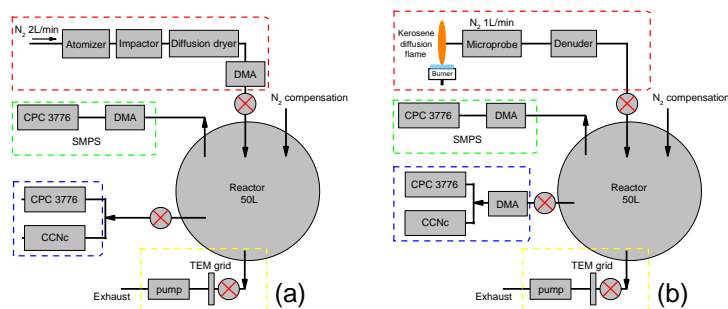 N2 2L/min
Atomizer
Impactor
Diffusion dryer
DMA
N2 compensation
CPC 3776
DMA
SMPS
Reactor
50L
CPC 3776
CCNc
TEM grid
pump
Exhaust
(a)
N2 1L/min
Kerosene
diffusion
flame
Microprobe
Denuder
Burner
N2 compensation
CPC 3776
DMA
SMPS
Reactor
50L
CPC 3776
DMA
CCNc
TEM grid
pump
Exhaust
(b)